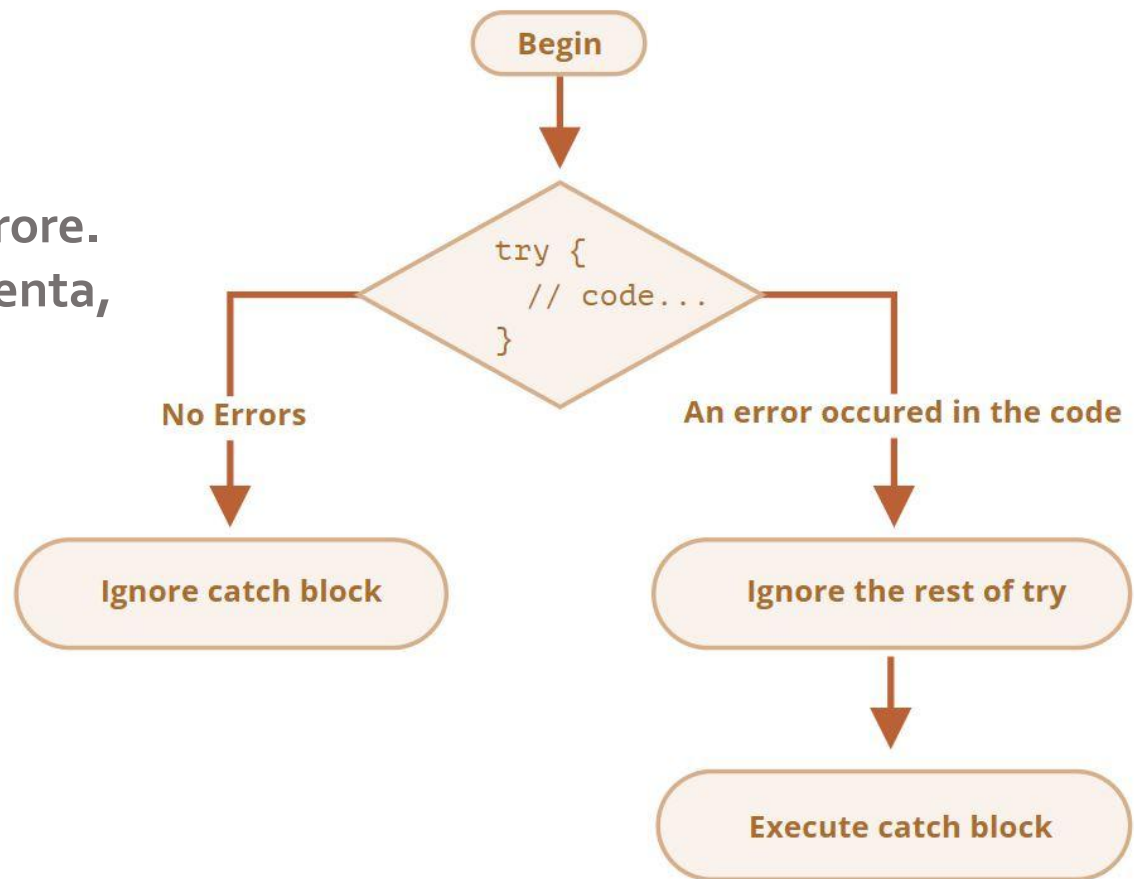 Begin
rore.
enta,
try {
// code...
}
No Errors
An error occured in the code
Ignore catch block
Ignore the rest of try
Execute catch block